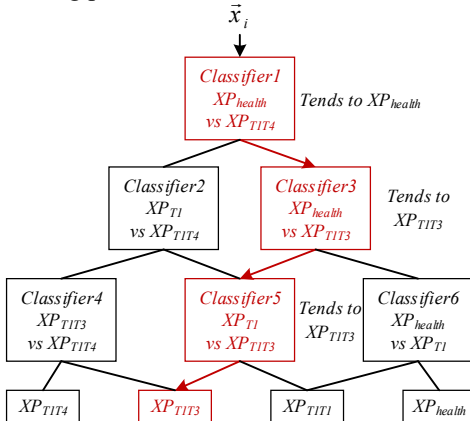 x⃗ i
Classifier1
XPhealth
vs XPT1T4
Tends to XPhealth
Classifier2
XPT1
vs XPT1T4
Classifier3
XPhealth
vs XPT1T3
Tends to
XPT1T3
Classifier4
XPT1T3
vs XPT1T4
Classifier5
XPT1
vs XPT1T3
Tends to
XPT1T3
Classifier6
XPhealth
vs XPT1
XPT1T4
XPT1T3
XPT1T1
XPhealth